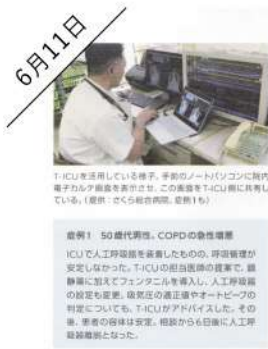 6月11日
T-ICUを活用している様子。手前のノートパソコンに院内
電子カルテ画面を表示させ、この画面をT-ICU側に共有し
ている。（提供：さくら総合病院、症例1も）
症例1 50歳代男性、COPDの急性増悪
ICUで人工呼吸器を装着したものの、呼吸管理が
安定しなかった。T-ICUの担当医師の提案で、鎮
静薬に加えてフェンタニルを導入し、人工呼吸器
の設定も変更。吸気圧の適正値やオートピープの
判定についても、T-ICUがアドバイスした。その
後、患者の容体は安定。相談から6日後に人工呼
吸器離脱となった。